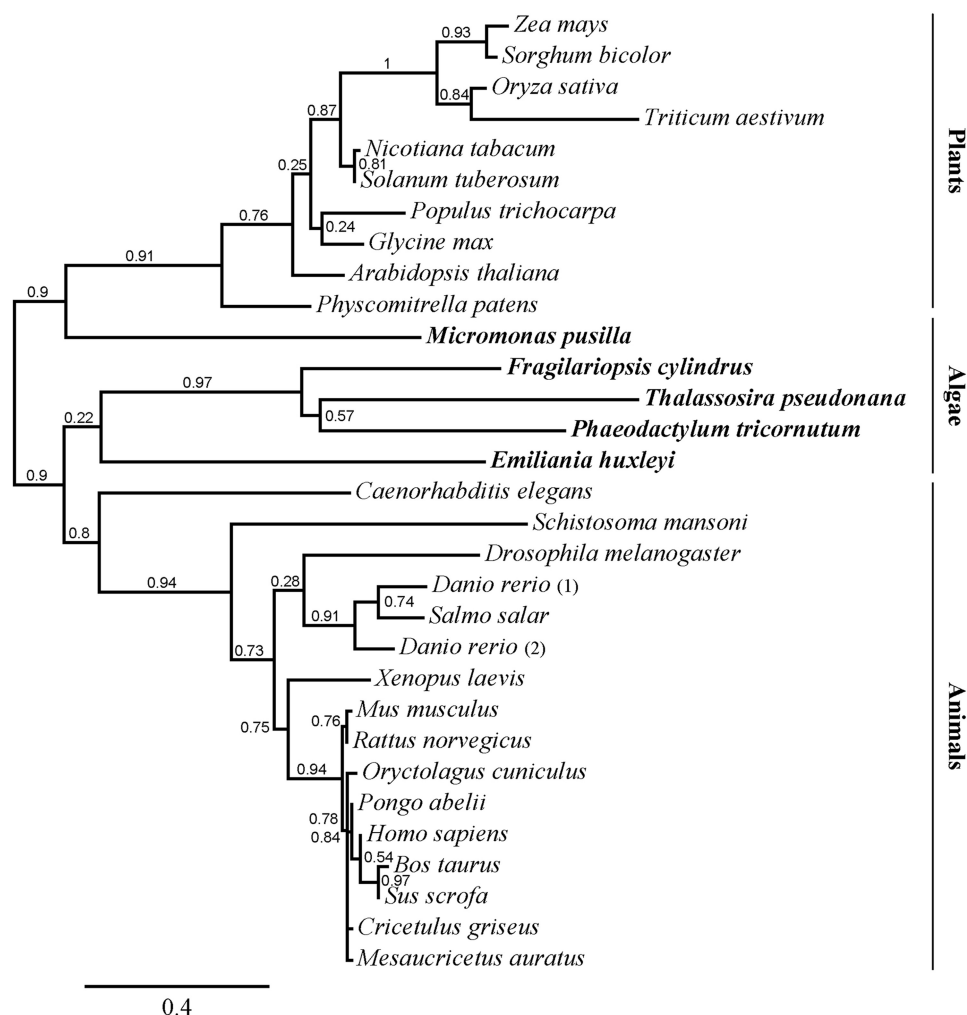 Zea mays
0.93
Sorghum bicolor
1
Oryza sativa
0.84
0.87
Triticum aestivum
Plants
Nicotiana tabacum
0.25
0.81
Solanum tuberosum
Populus trichocarpa
0.76
0.24
Glycine max
0.91
Arabidopsis thaliana
0.9
Physcomitrella patens
Micromonas pusilla
Fragilariopsis cylindrus
0.97
Thalassosira pseudonana
Algae
0.22
0.57
Phaeodactylum tricornutum
Emiliania huxleyi
0.9
Caenorhabditis elegans
0.8
Schistosoma mansoni
Drosophila melanogaster
0.94
0.28
Danio rerio (1)
0.74
0.91
Salmo salar
Danio rerio (2)
0.73
Xenopus laevis
Mus musculus
0.76
0.75
Rattus norvegicus
Animals
0.94
Oryctolagus cuniculus
Pongo abelii
0.78
Homo sapiens
0.84
0.54
Bos taurus
0.97
Sus scrofa
Cricetulus griseus
Mesaucricetus auratus
0.4